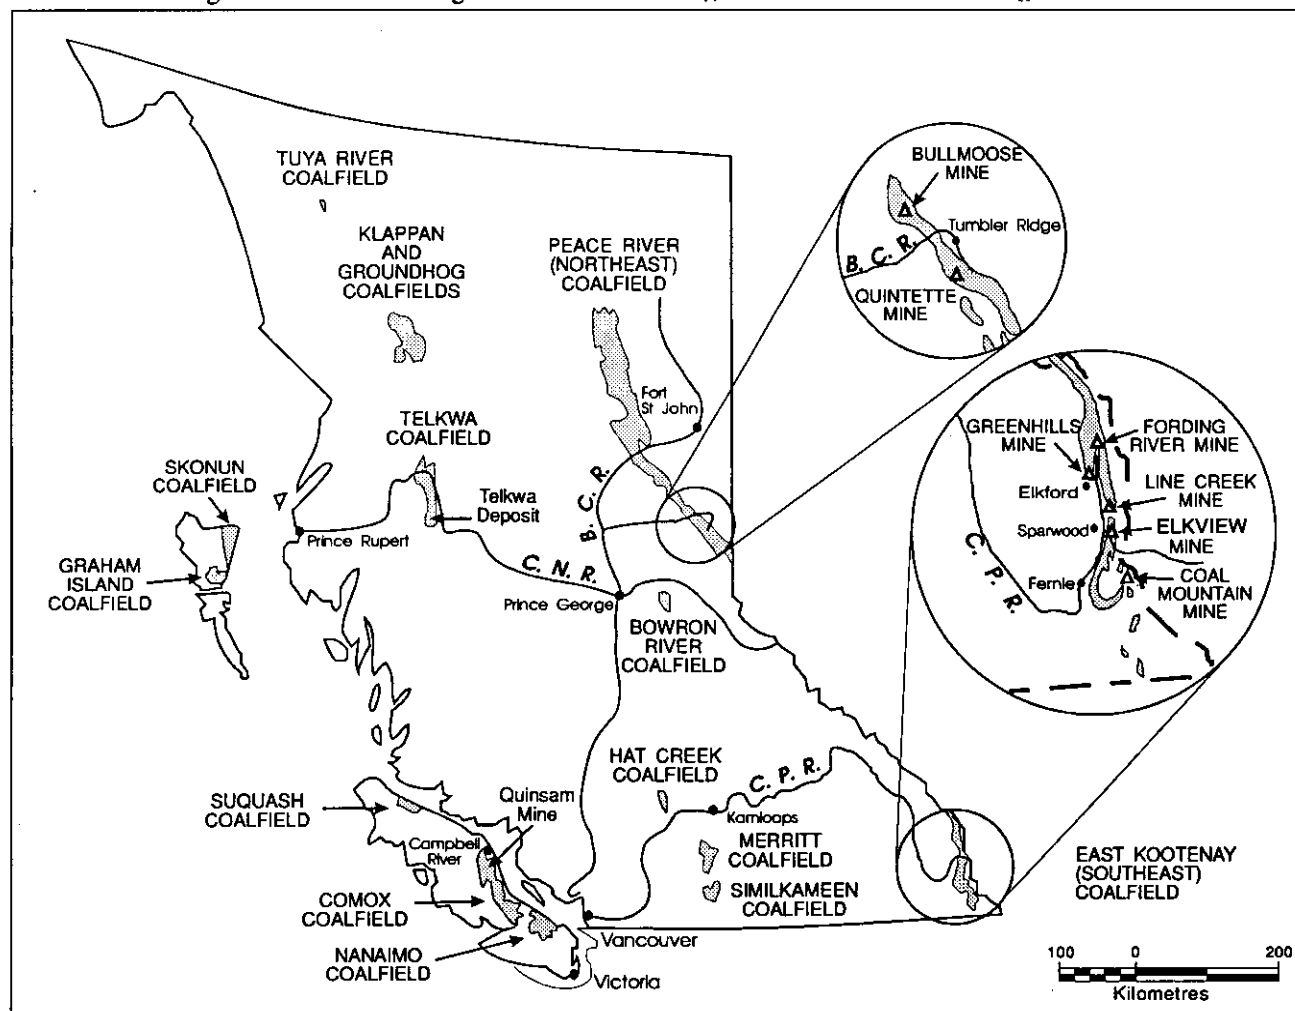 TUYA RIVER
COALFIELD
KLAPPAN
AND
GROUNDHOG
COALFIELDS
PEACE RIVER
(NORTHEAST)
COALFIELD
BULLMOOSE
MINE
Tumbler Ridge
B. C. R.
QUINTETTE
MINE
Fort
St John
TELKWA
COALFIELD
SKONUN
COALFIELD
Telkwa
Deposit
B. C. R.
Prince Rupert
GRAHAM
ISLAND
COALFIELD
C. N. R.
Prince George
BOWRON
RIVER
COALFIELD
GREENHILLS
MINE
FORDING
RIVER MINE
Elkford
LINE CREEK
MINE
Sparwood
ELKVIEW
MINE
C. P. R.
Fernie
COAL
MOUNTAIN
MINE
HAT CREEK
COALFIELD
C. P. R.
Kamloops
SUQUASH
COALFIELD
Quinsam
Mine
Campbell
River
MERRITT
COALFIELD
SIMILKAMEEN
COALFIELD
EAST KOOTENAY
(SOUTHEAST)
COALFIELD
COMOX
COALFIELD
NANAIMO
COALFIELD
Vancouver
Victoria
100 0 200
Kilometres